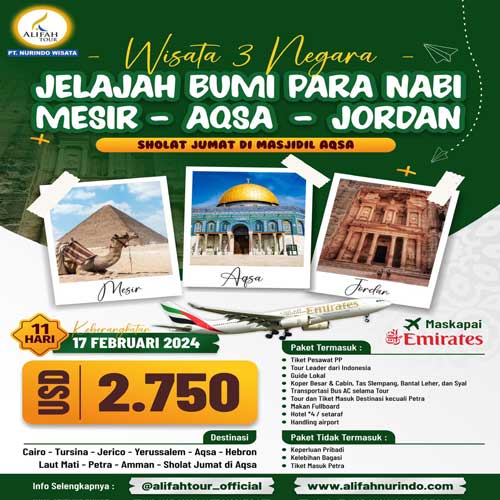 ALIFAH
TOUR
PT. NURINDO WISATA
Wisata 3 Negara
JELAJAH BUMI PARA NABI
MESIR - AQSA - JORDAN
SHOLAT JUMAT DI MASJIDIL AQSA
Mesir
Aqsa
Jordan
Emirates
11
HARI
Keberangkatan
17 FEBRUARI 2024
Maskapai
Emirates
USD
2.750
Paket Termasuk :
• Tiket Pesawat PP
• Tour Leader dari Indonesia
• Guide Lokal
• Koper Besar & Cabin, Tas Slempang, Bantal Leher, dan Syal
• Transportasi Bus AC selama Tour
• Tour dan Tiket Masuk Destinasi kecuali Petra
• Makan Fullboard
• Hotel *4 / setaraf
• Handling airport
Destinasi
Cairo - Tursina - Jerico - Yerussalem - Aqsa - Hebron
Laut Mati - Petra - Amman - Sholat Jumat di Aqsa
Paket Tidak Termasuk :
• Keperluan Pribadi
• Kelebihan Bagasi
• Tiket Masuk Petra
Info Selengkapnya :
@alifahtour_official
www.alifahnurindo.com